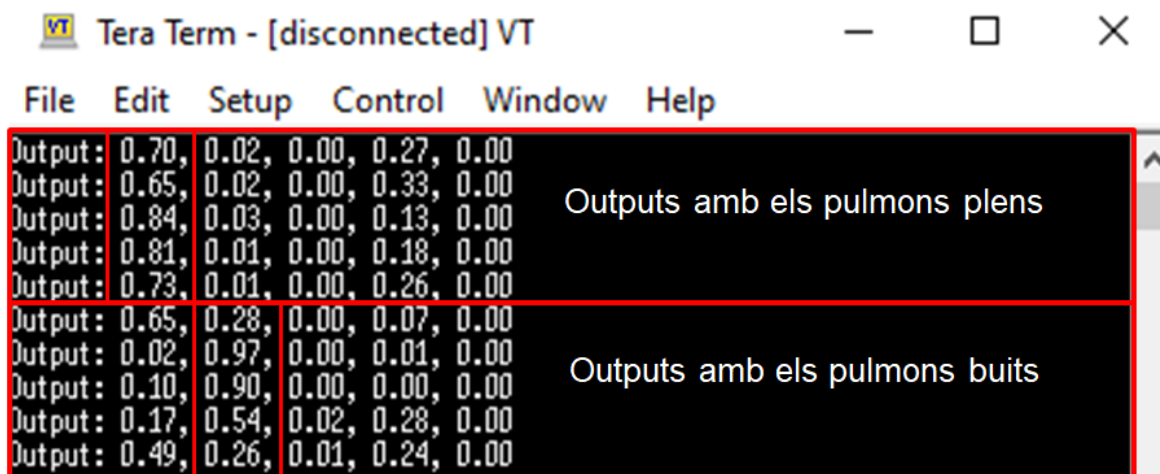 VT Tera Term - [disconnected] VT
File Edit Setup Control Window Help
Output: 0.70, 0.02, 0.00, 0.27, 0.00
Output: 0.65, 0.02, 0.00, 0.33, 0.00
Outputs amb els pulmons plens
Output: 0.84, 0.03, 0.00, 0.13, 0.00
Output: 0.81, 0.01, 0.00, 0.18, 0.00
Output: 0.73, 0.01, 0.00, 0.26, 0.00
Output: 0.65, 0.28, 0.00, 0.07, 0.00
Output: 0.02, 0.97, 0.00, 0.01, 0.00
Outputs amb els pulmons buits
Output: 0.10, 0.90, 0.00, 0.00, 0.00
Output: 0.17, 0.54, 0.02, 0.28, 0.00
Output: 0.49, 0.26, 0.01, 0.24, 0.00